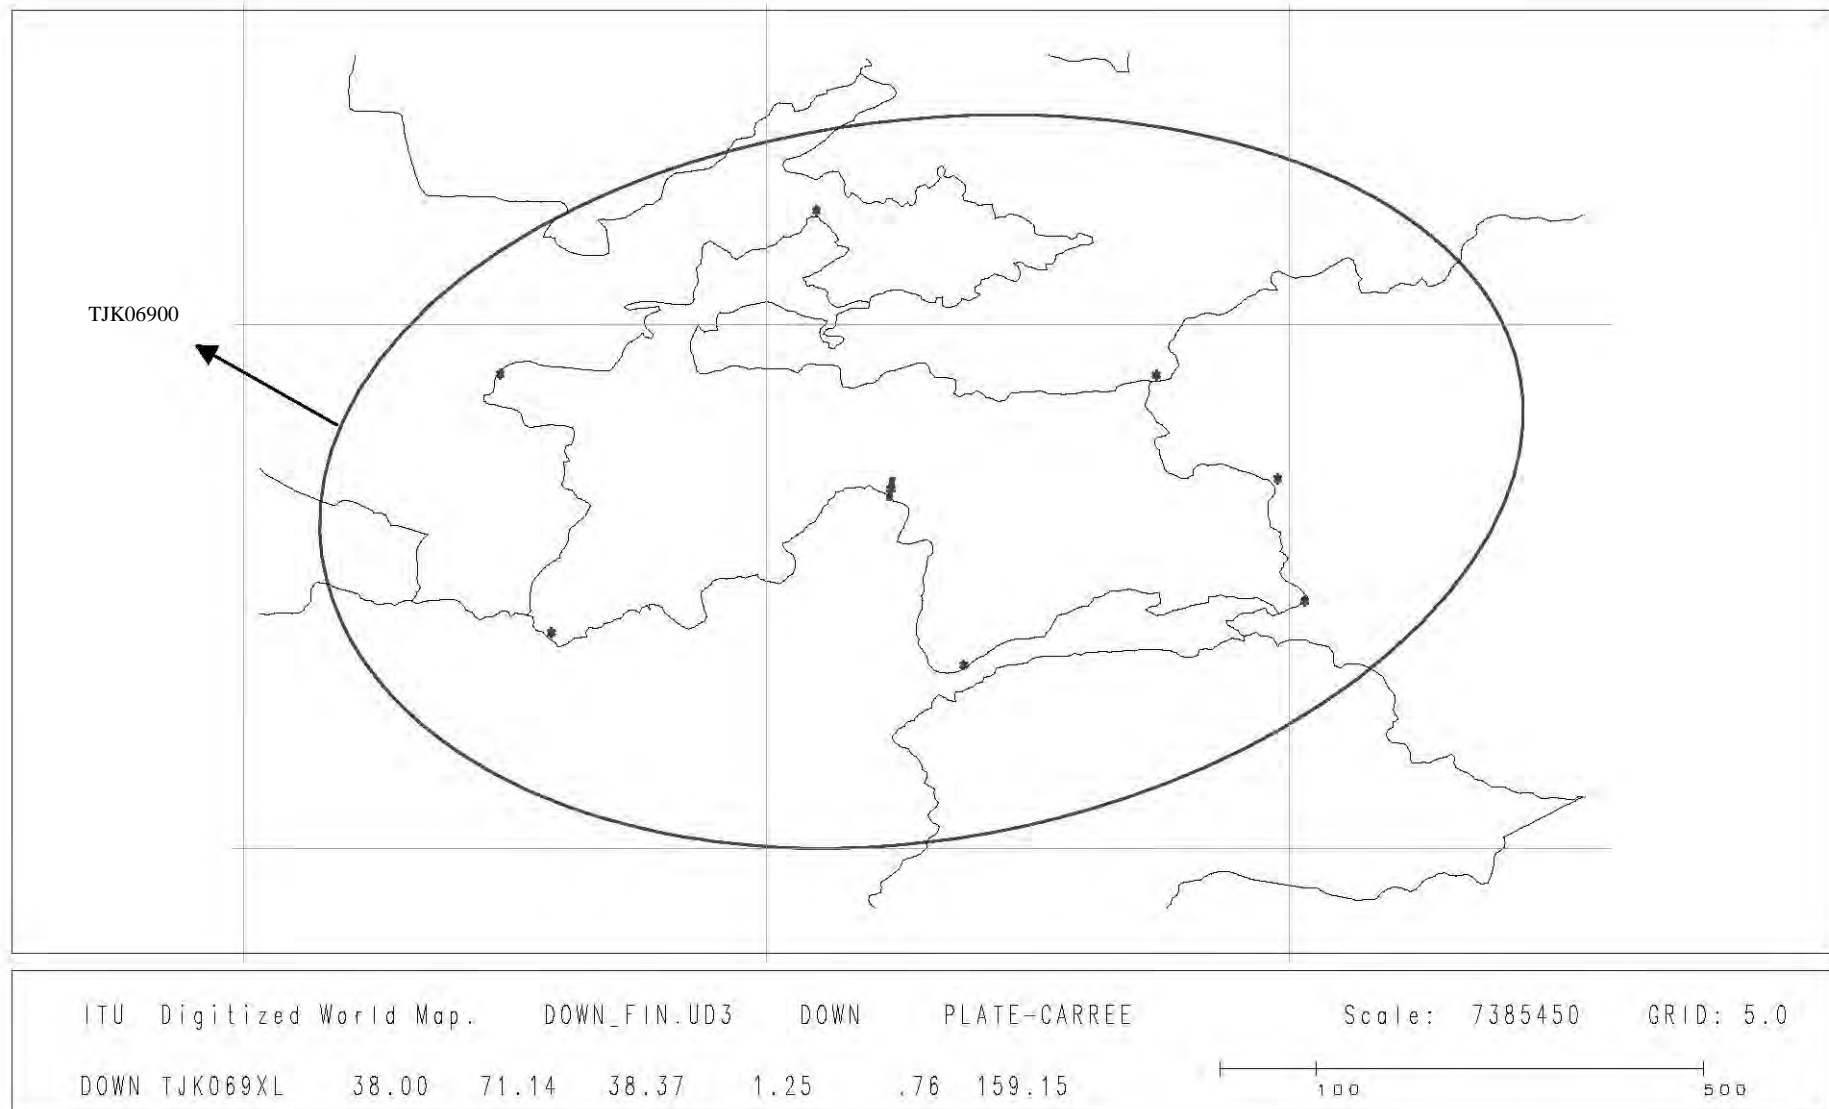 TJK06900
ITU Digitized World Map. DOWN_FIN.UD3 DOWN PLATE-CARREE Scale: 7385450 GRID: 5.0
DOWN TJK069XL 38.00 71.14 38.37 1.25 .76 159.15
100 500